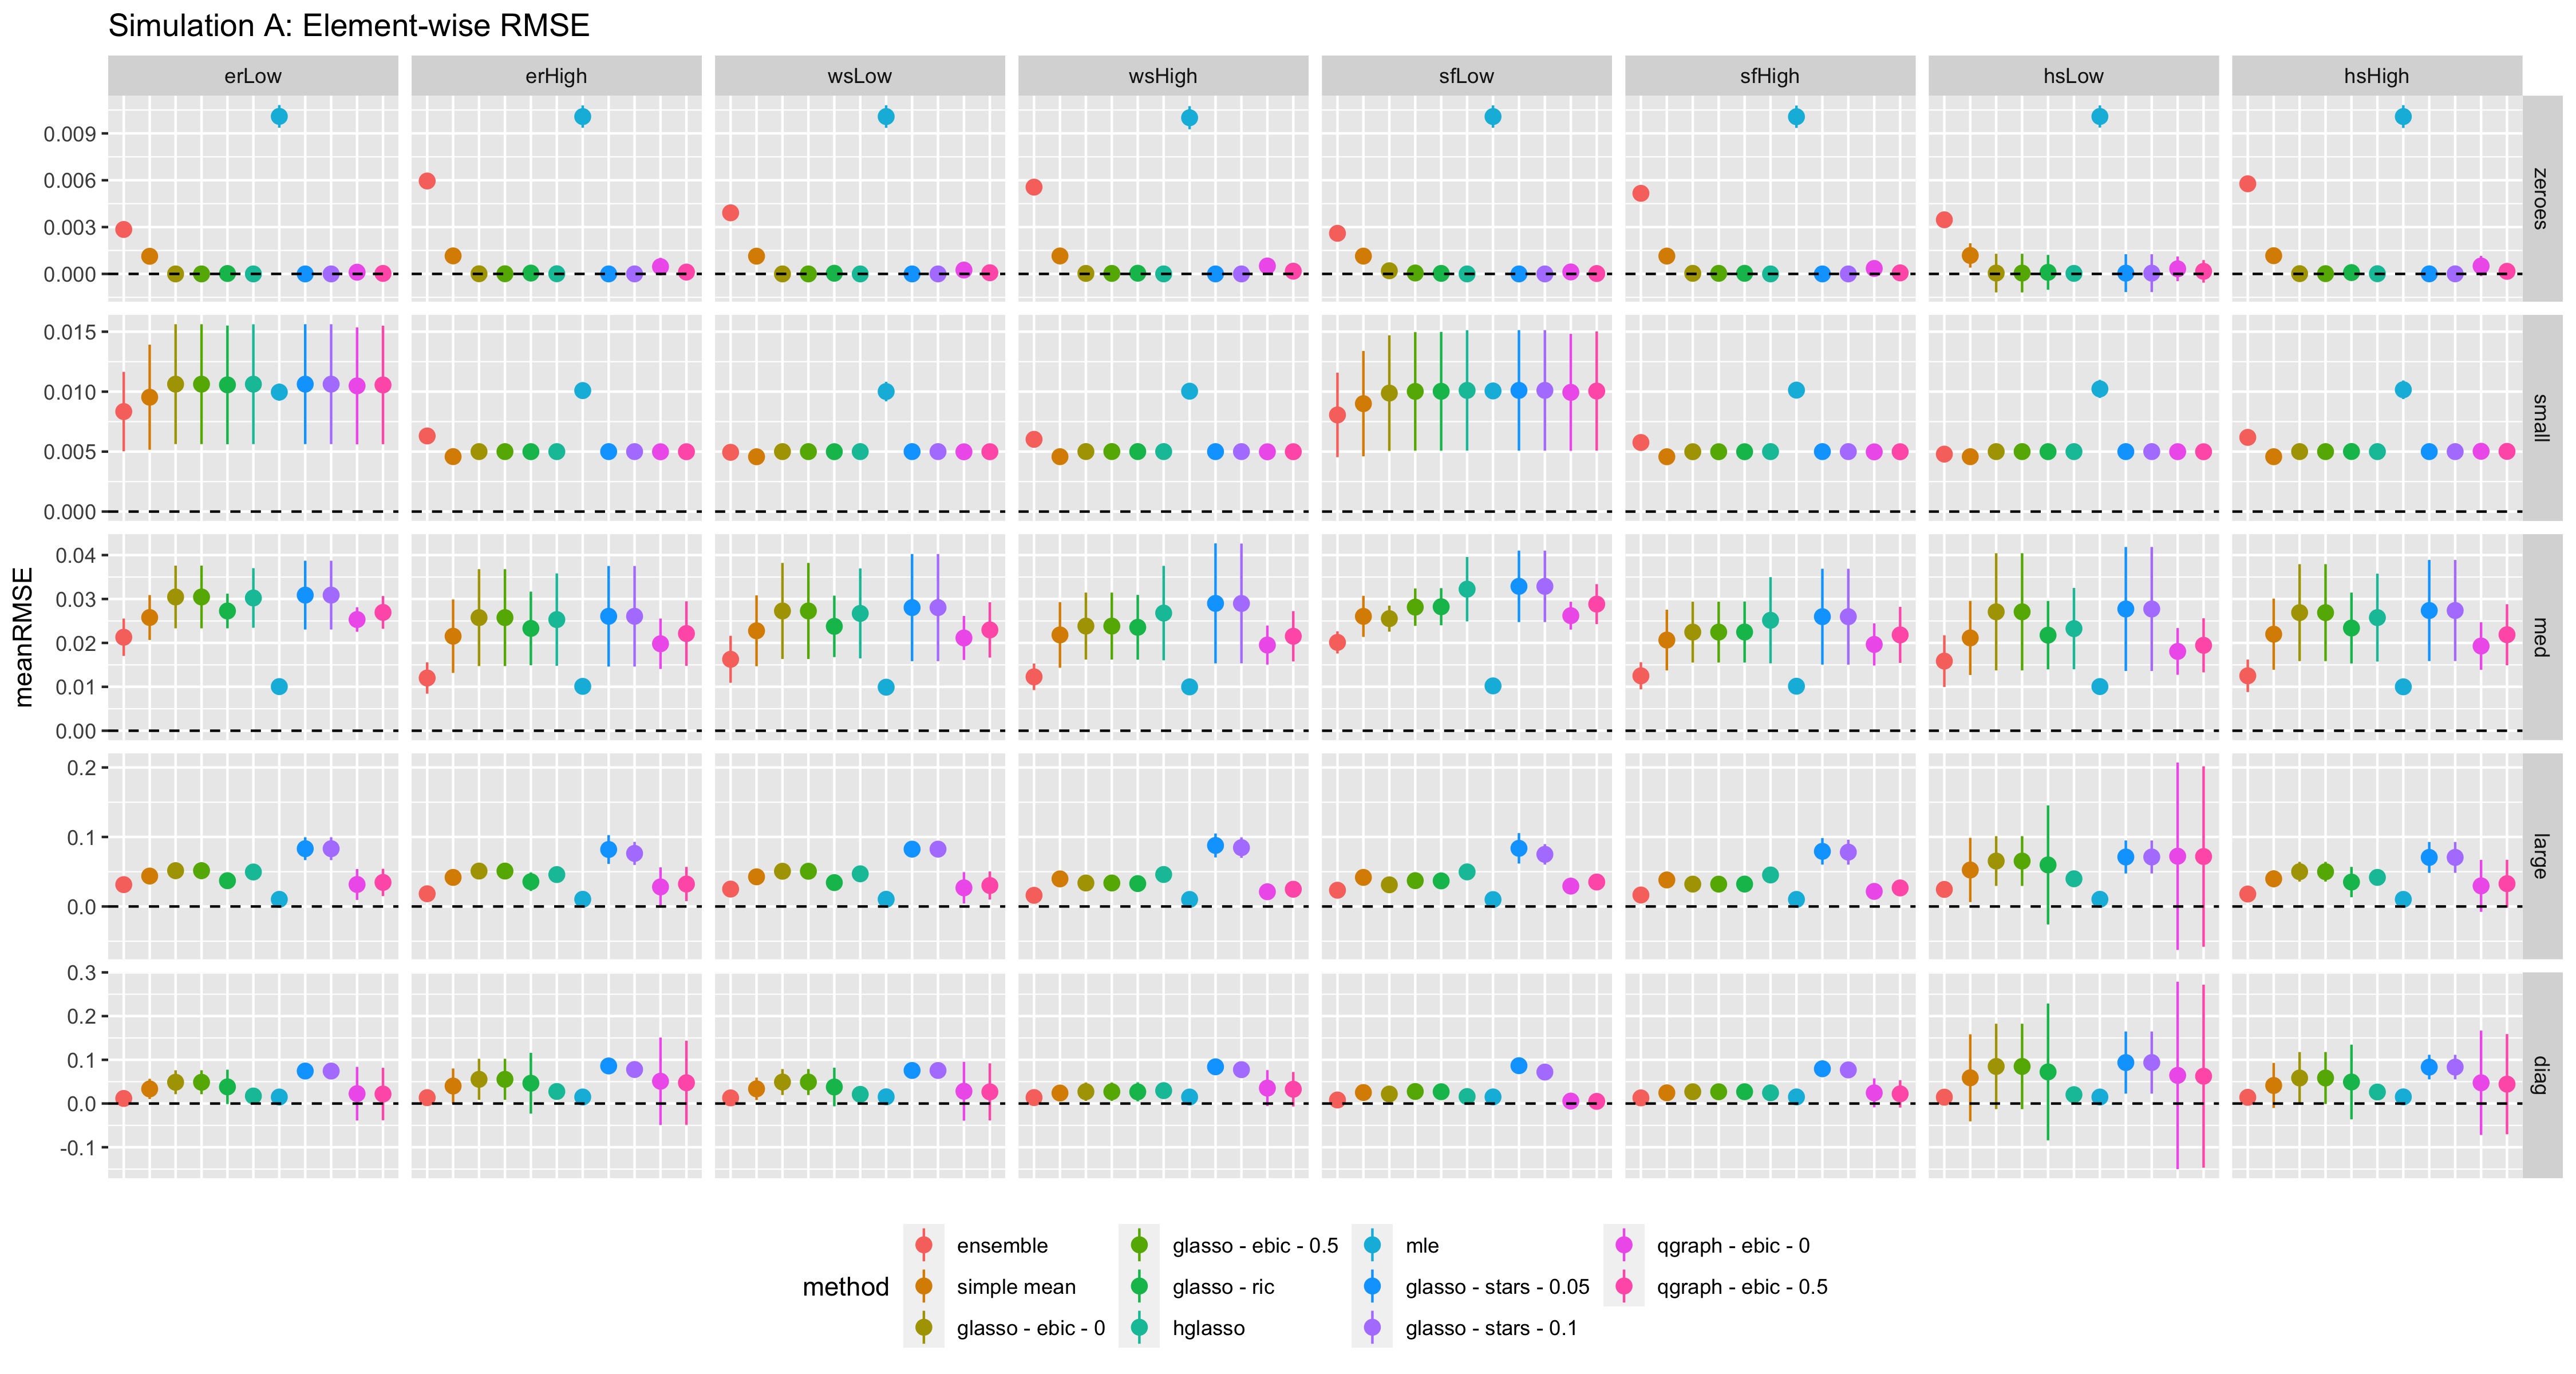 Simulation A: Element-wise RMSE
erLow erHigh wsLow wsHigh sfLow sfHigh hsLow hsHigh
0.009
0.006
0.003
0.000
zeroes
0.015
0.010
0.005
0.000
small
0.04
0.03
0.02
0.01
0.00
med
0.2
0.1
0.0
large
0.3
0.2
0.1
0.0
-0.1
diag
meanRMSE
method
ensemble
simple mean
glasso - ebic - 0
glasso - ebic - 0.5
glasso - ric
hglasso
mle
glasso - stars - 0.05
glasso - stars - 0.1
qgraph - ebic - 0
qgraph - ebic - 0.5